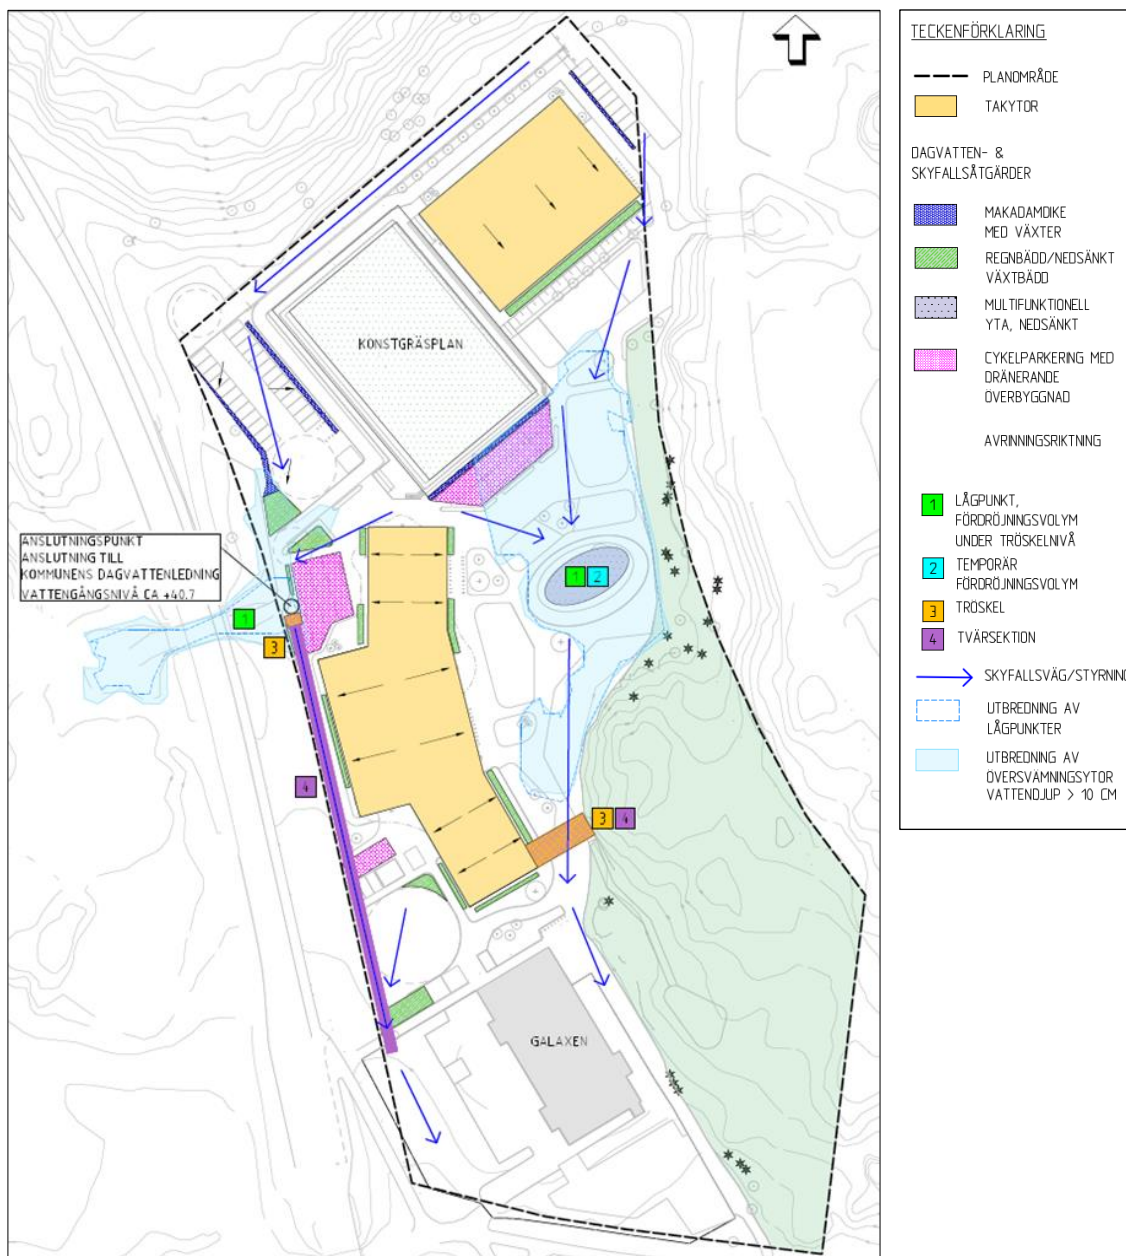 KONSTGRÄSPLAN
ANSLUTNINGSPUNKT
ANSLUTNING TILL
KOMMUNENS DAGVATTENLEDNING
VATTENGÅNGSNIVÅ CA +40.7
1
2
1
3
4
3
4
GALAXEN
TECKENFÖRKLARING
PLANOMRÅDE
TAKYTOR
DAGVATTEN- &
SKYFALLSÅTGÄRDER
MAKADAMDIKE
MED VÄXTER
REGNBÄDD/NEDSÄNKT
VÄXTBÄDD
MULTIFUNKTIONELL
YTA, NEDSÄNKT
CYKELPARKERING MED
DRÄNERANDE
ÖVERBYGGNAD
AVRINNINGSRIKTNING
1 LÅGPUNKT,
FÖRDRÖJNINGSVOLYM
UNDER TRÖSKELNIVÅ
2 TEMPORÄR
FÖRDRÖJNINGSVOLYM
3 TRÖSKEL
4 TVÄRSEKTION
SKYFALLSVÄG/STYRNING
UTBREDNING AV
LÅGPUNKTER
UTBREDNING AV
ÖVERSVÄMNINGSYTOR
VATTENDJUP > 10 CM